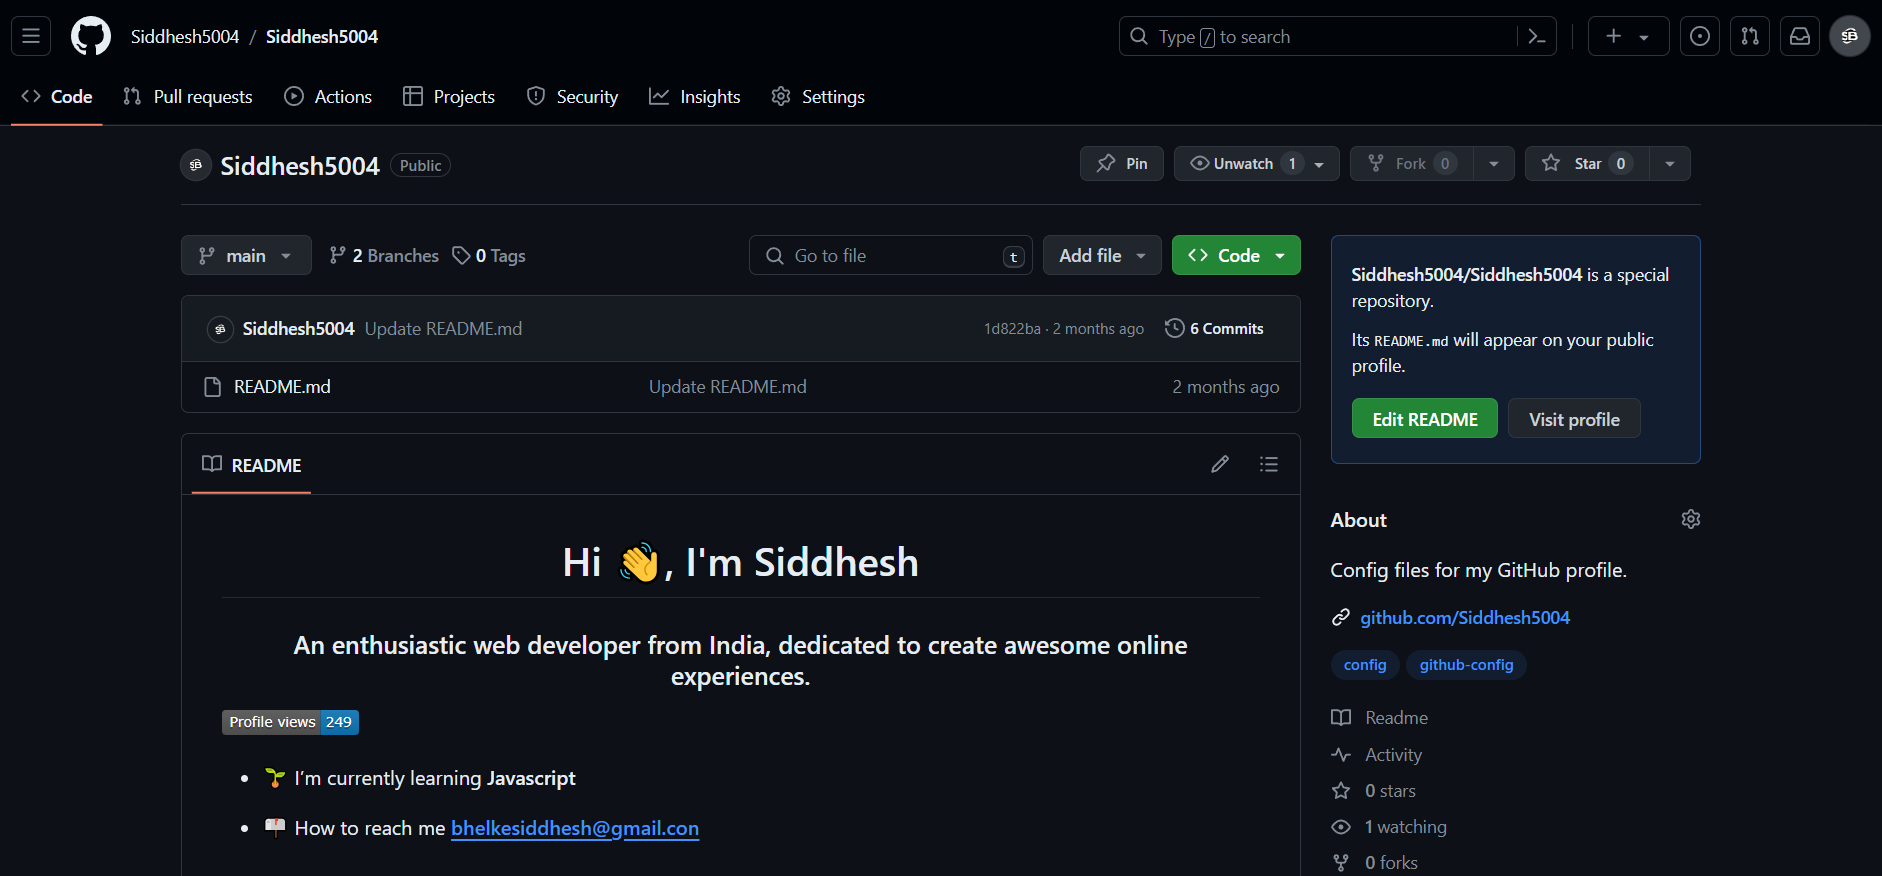 Siddhesh5004 / Siddhesh5004
Type / to search
Code Pull requests Actions Projects Security Insights Settings
Siddhesh5004 Public
Pin Unwatch 1 Fork 0 Star 0
main 2 Branches 0 Tags
Go to file t
Add file
Code
Siddhesh5004 Update README.md
1d822ba · 2 months ago 6 Commits
README.md Update README.md 2 months ago
README
Hi 👋, I'm Siddhesh
An enthusiastic web developer from India, dedicated to create awesome online
experiences.
Profile views 249
• 🌱 I’m currently learning Javascript
• 📫 How to reach me bhelkesiddhesh@gmail.con
Siddhesh5004/Siddhesh5004 is a special
repository.
Its README.md will appear on your public
profile.
Edit README Visit profile
About
Config files for my GitHub profile.
github.com/Siddhesh5004
config github-config
Readme
Activity
0 stars
1 watching
0 forks